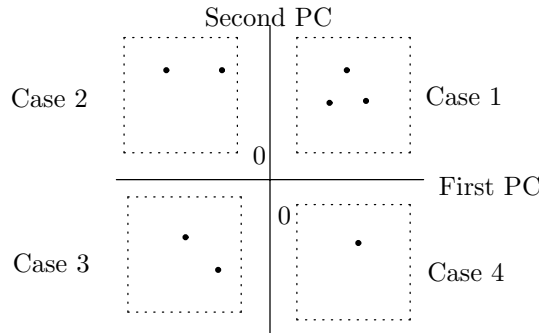 Second PC
Case 2
Case 1
0
First PC
0
Case 3
Case 4